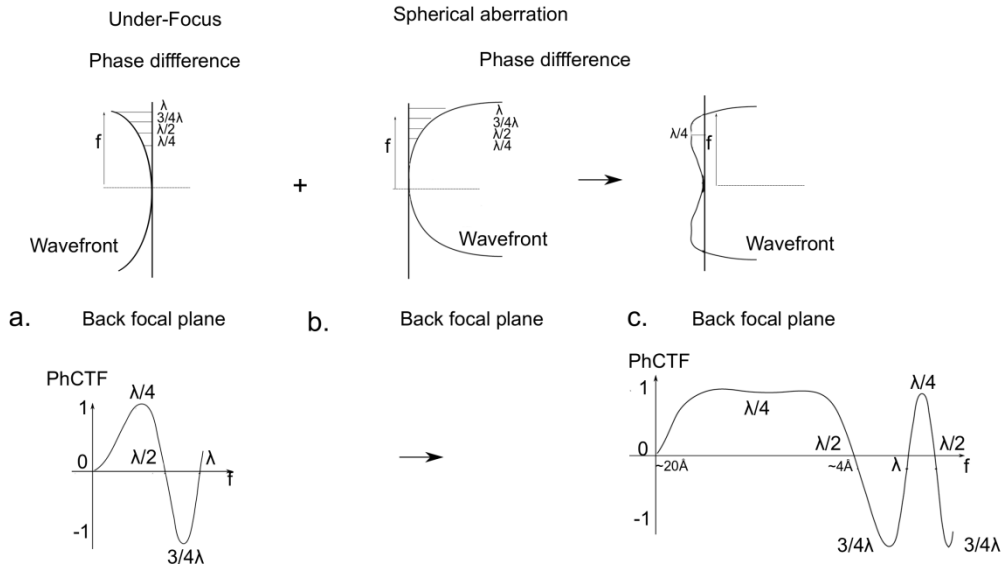 Under-Focus
Spherical aberration
Phase diffference
Phase diffference
λ
3/4λ
λ/2
λ/4
f
Wavefront
+
f
λ
3/4λ
λ/2
λ/4
Wavefront
λ/4
f
Wavefront
a.
Back focal plane
b.
Back focal plane
c.
Back focal plane
PhCTF
1
0
-1
λ/4
λ/2
λ
f
3/4λ
PhCTF
1
0
-1
~20Å
λ/4
λ/2
~4Å
3/4λ
λ
λ/4
λ/2
f
3/4λ